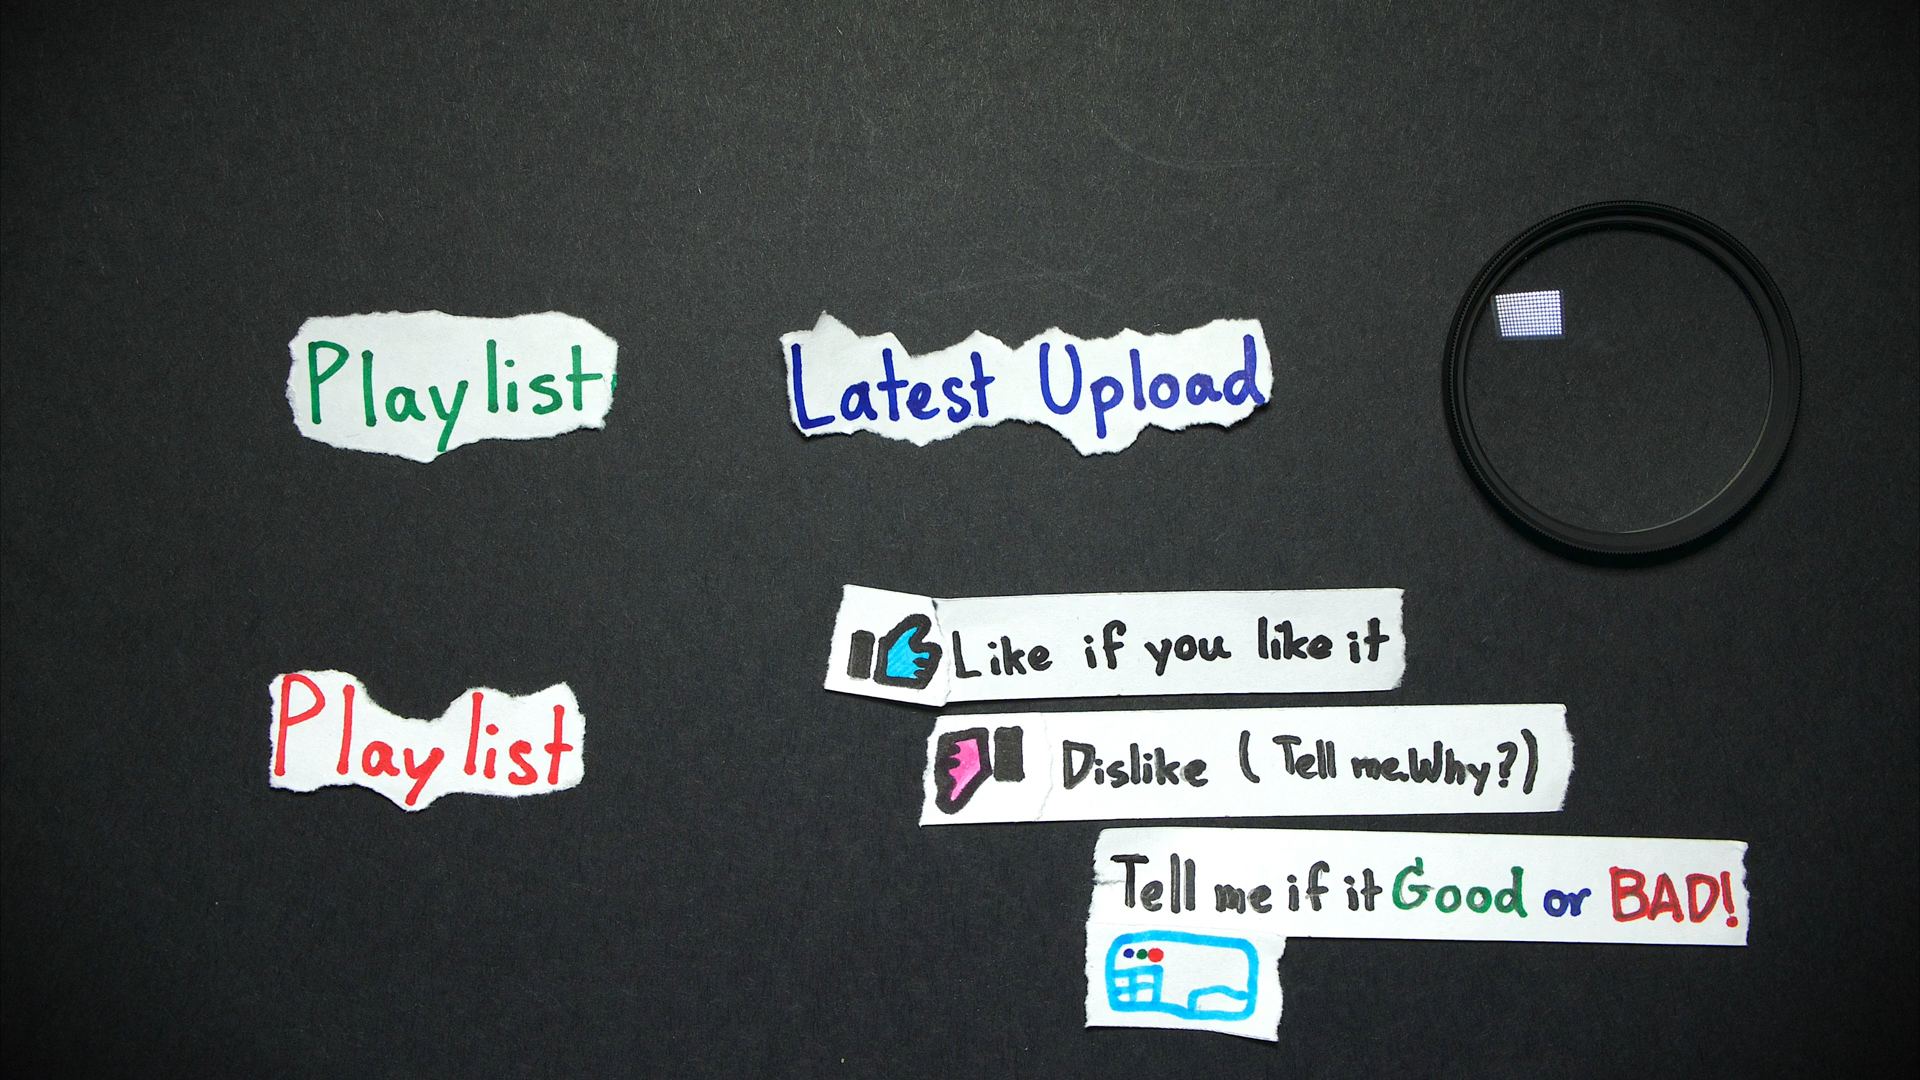 Playlist
Latest Upload
Like if you like it
Playlist
Dislike (Tell me.Why?)
Tell me if it Good or BAD!